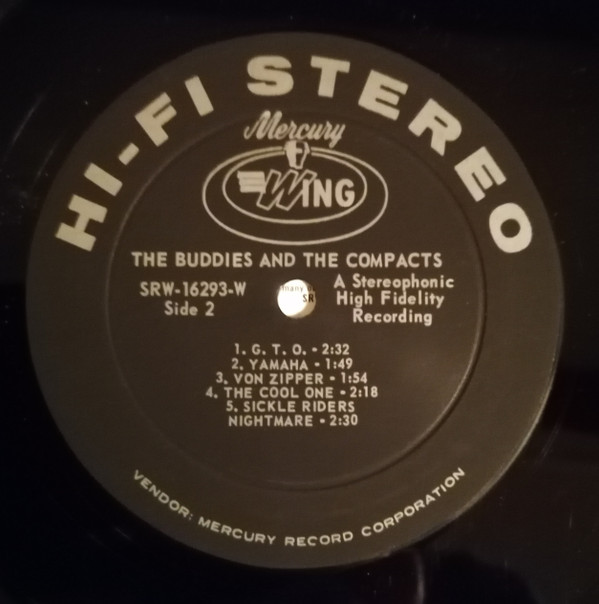 HI-FI STEREO
Mercury
WING
THE BUDDIES AND THE COMPACTS
SRW-16293-W
Side 2
A Stereophonic
High Fidelity
Recording
1. G. T. O. - 2:32
2. YAMAHA - 1:49
3. VON ZIPPER - 1:54
4. THE COOL ONE - 2:18
5. SICKLE RIDERS
NIGHTMARE - 2:30
VENDOR: MERCURY RECORD CORPORATION